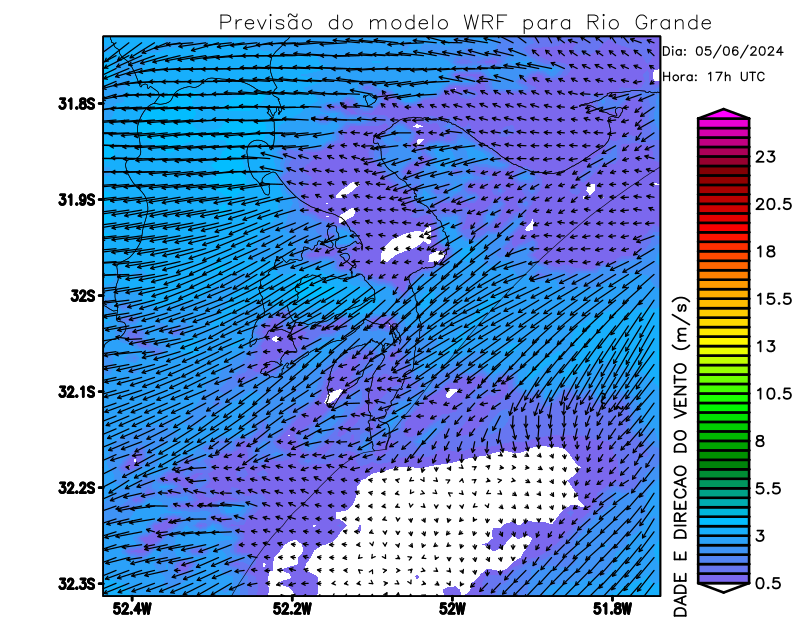 Previsão do modelo WRF para Rio Grande
Dia: 05/06/2024
Hora: 17h UTC
31.8S
31.9S
32S
32.1S
32.2S
32.3S
52.4W
52.2W
52W
51.8W
DADE E DIRECAO DO VENTO (m/s)
23
20.5
18
15.5
13
10.5
8
5.5
3
0.5